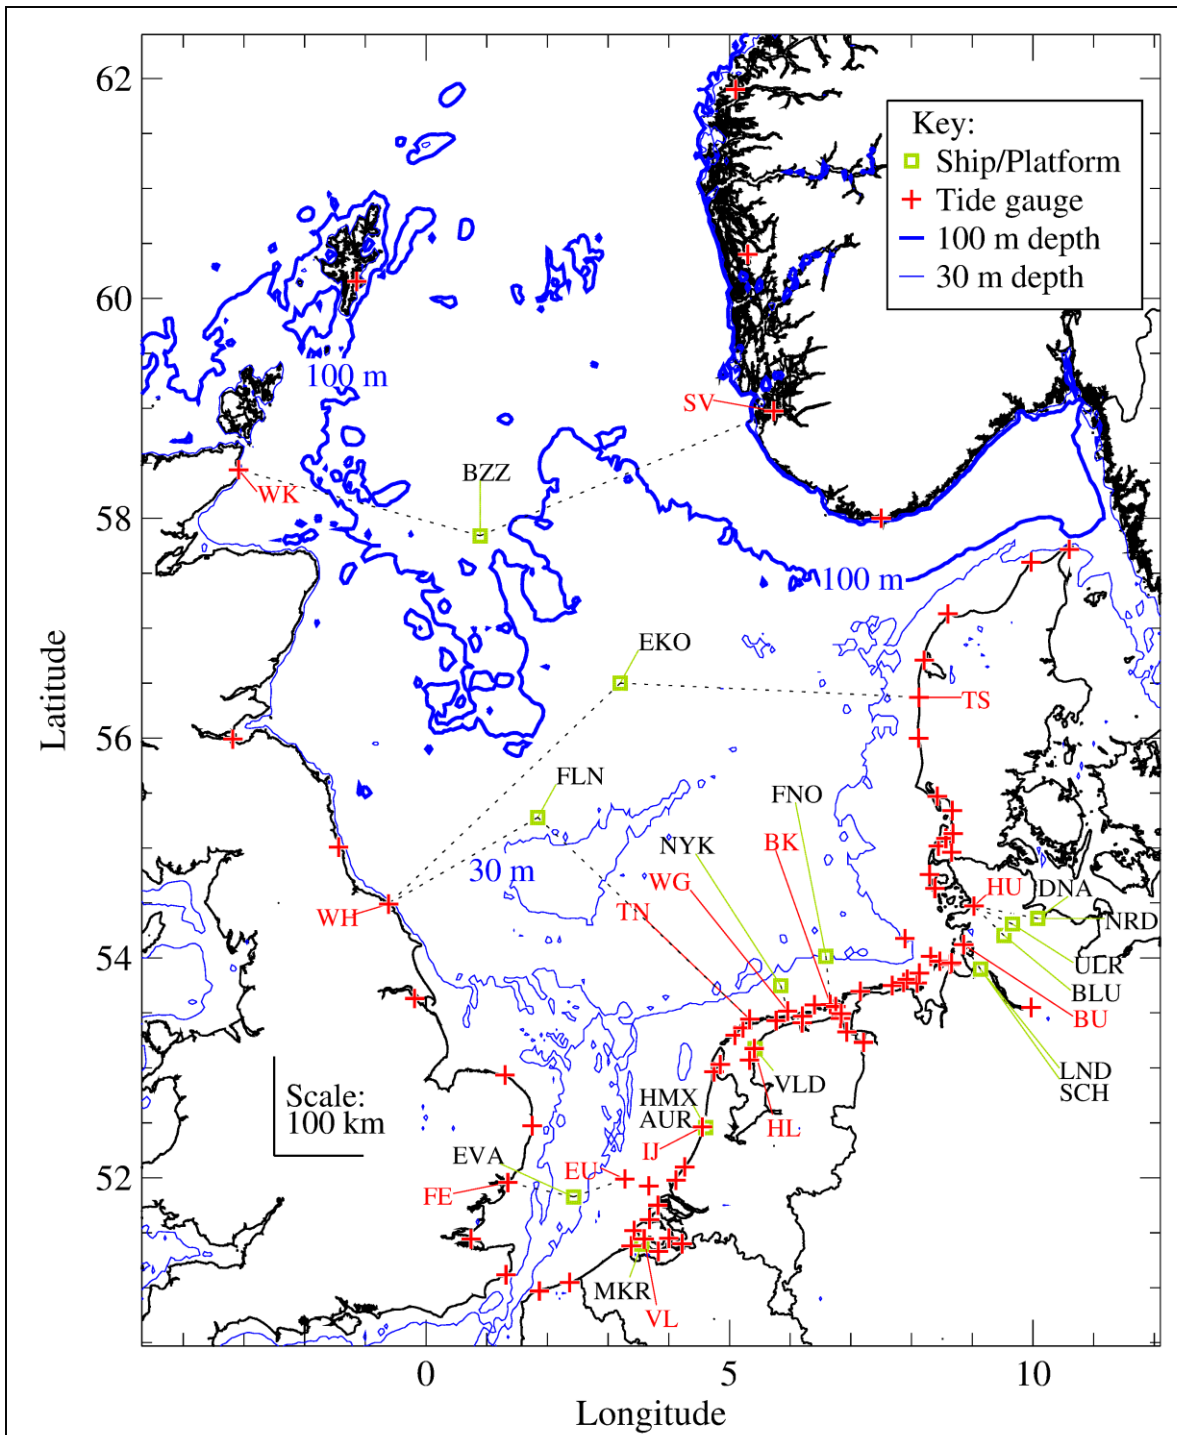 62
60
58
56
54
52
Latitude
0
5
10
Longitude
Key:
Ship/Platform
Tide gauge
100 m depth
30 m depth
100 m
SV
BZZ
WK
100 m
EKO
TS
FLN
FNO
NYK
BK
30 m
WG
HU
DNA
WH
TN
NRD
ULR
BLU
BU
LND
SCH
VLD
Scale:
100 km
HMX
AUR
IJ
HL
EVA
EU
FE
MKR
VL